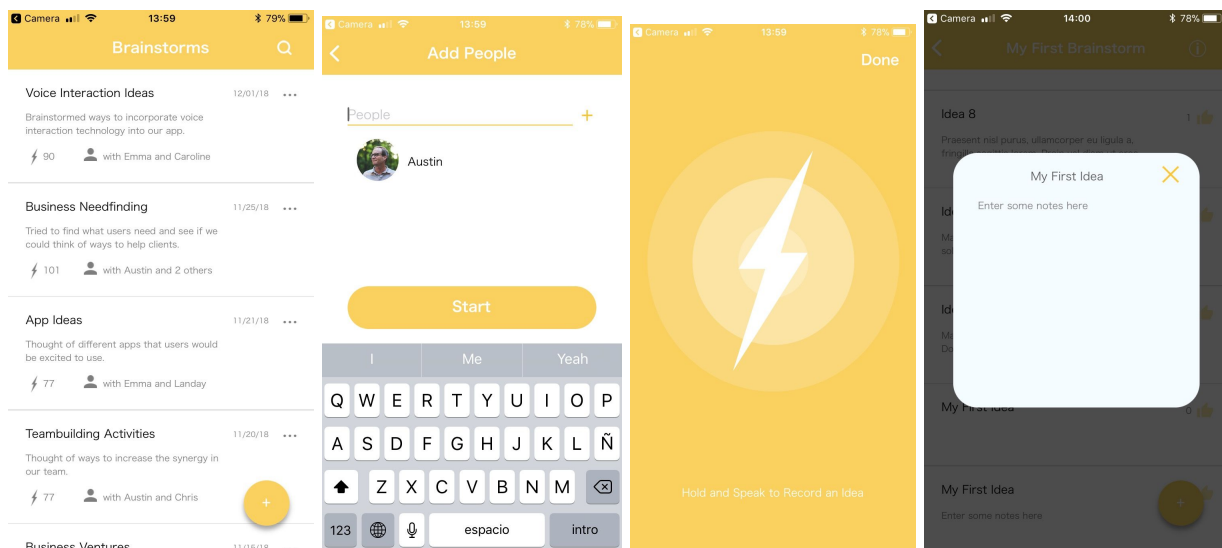 Camera 13:59 79%
Brainstorms
Voice Interaction Ideas 12/01/18
Brainstormed ways to incorporate voice
interaction technology into our app.
90 with Emma and Caroline
Business Needfinding 11/25/18
Tried to find what users need and see if we
could think of ways to help clients.
101 with Austin and 2 others
App Ideas 11/21/18
Thought of different apps that users would
be excited to use.
77 with Emma and Landay
Teambuilding Activities 11/20/18
Thought of ways to increase the synergy in
our team.
77 with Austin and Chris
+
Business Ventures 11/16/18
Camera 13:59 78%
Add People
People +
Austin
Start
I Me Yeah
Q W E R T Y U I O P
A S D F G H J K L Ñ
Z X C V B N M
123 espacio intro
Camera 13:59 78%
Done
Hold and Speak to Record an Idea
Camera 14:00 78%
My First Brainstorm
Idea 8 1
Praesent nisl purus, ullamcorper eu ligula a,
My First Idea
Enter some notes here
My First Idea 0
My First Idea
Enter some notes here
+